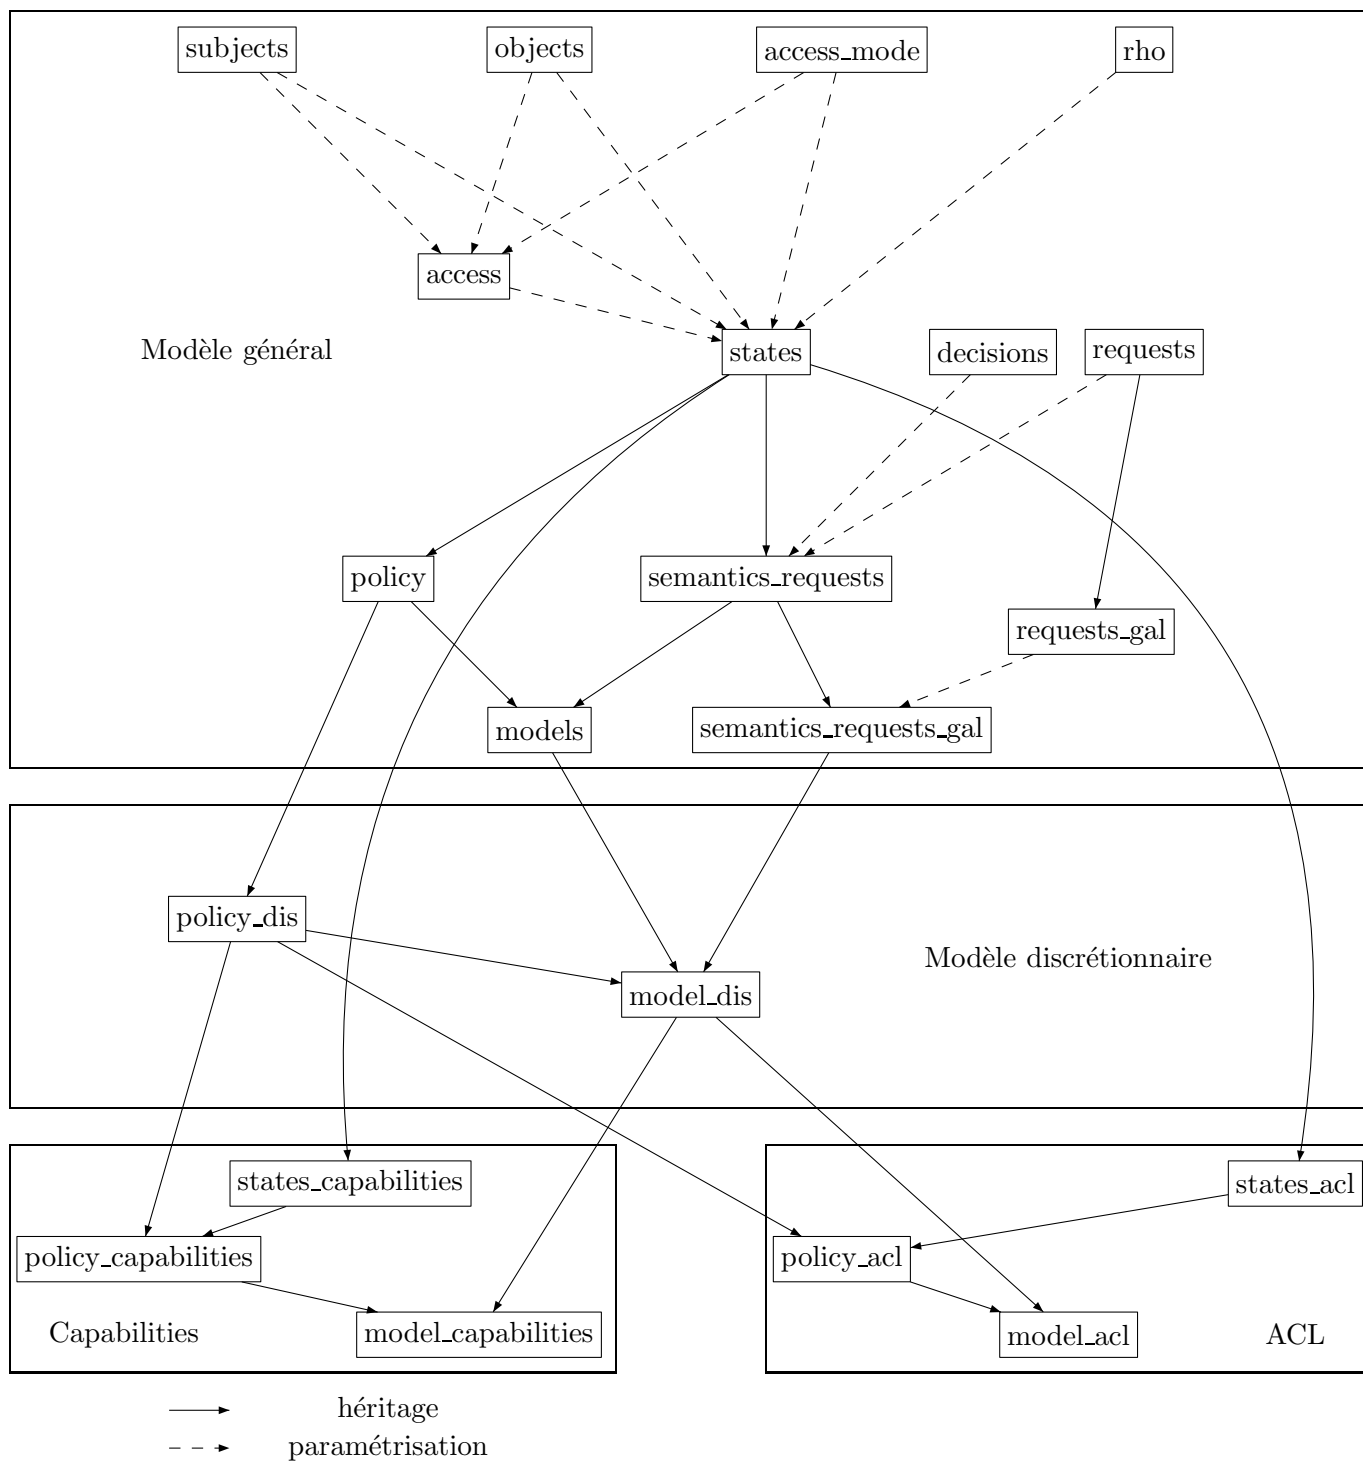 subjects
objects
access_mode
rho
access
Modèle général
states
decisions
requests
policy
semantics_requests
requests_gal
models
semantics_requests_gal
policy_dis
Modèle discrétionnaire
model_dis
states_capabilities
states_acl
policy_capabilities
policy_acl
Capabilities
model_capabilities
model_acl
ACL
héritage
paramétrisation